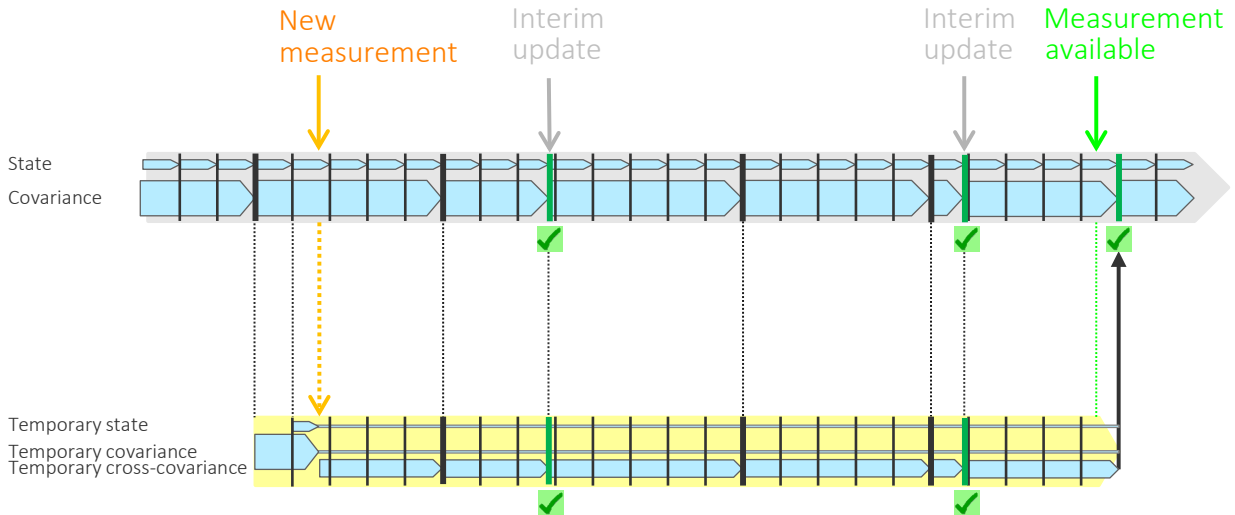 New
measurement
Interim
update
Interim
update
Measurement
available
State
Covariance
Temporary state
Temporary covariance
Temporary cross-covariance